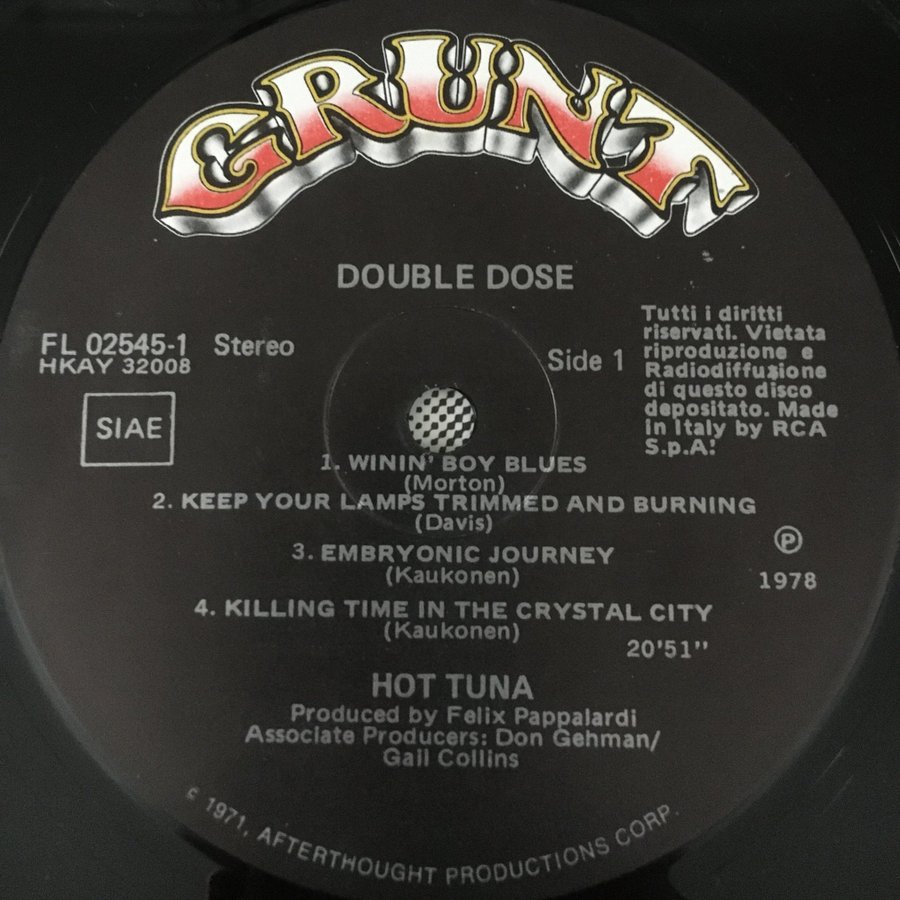 GRUNT
DOUBLE DOSE
FL 02545-1 Stereo
HKAY 32008
SIAE
Side 1
Tutti i diritti
riservati. Vietata
riproduzione e
Radiodiffusione
di questo disco
depositato. Made
in Italy by RCA
S.p.A.
1. WININ' BOY BLUES
(Morton)
2. KEEP YOUR LAMPS TRIMMED AND BURNING
(Davis)
3. EMBRYONIC JOURNEY
(Kaukonen)
℗
1978
4. KILLING TIME IN THE CRYSTAL CITY
(Kaukonen)
20'51"
HOT TUNA
Produced by Felix Pappalardi
Associate Producers: Don Gehman/
Gail Collins
© 1971, AFTERTHOUGHT PRODUCTIONS CORP.